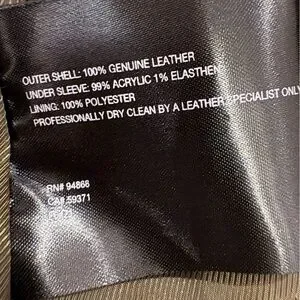 OUTER SHELL: 100% GENUINE LEATHER
UNDER SLEEVE: 99% ACRYLIC 1% ELASTHEN
LINING: 100% POLYESTER
PROFESSIONALLY DRY CLEAN BY A LEATHER SPECIALIST ONLY
RN# 94868
CA# 59371